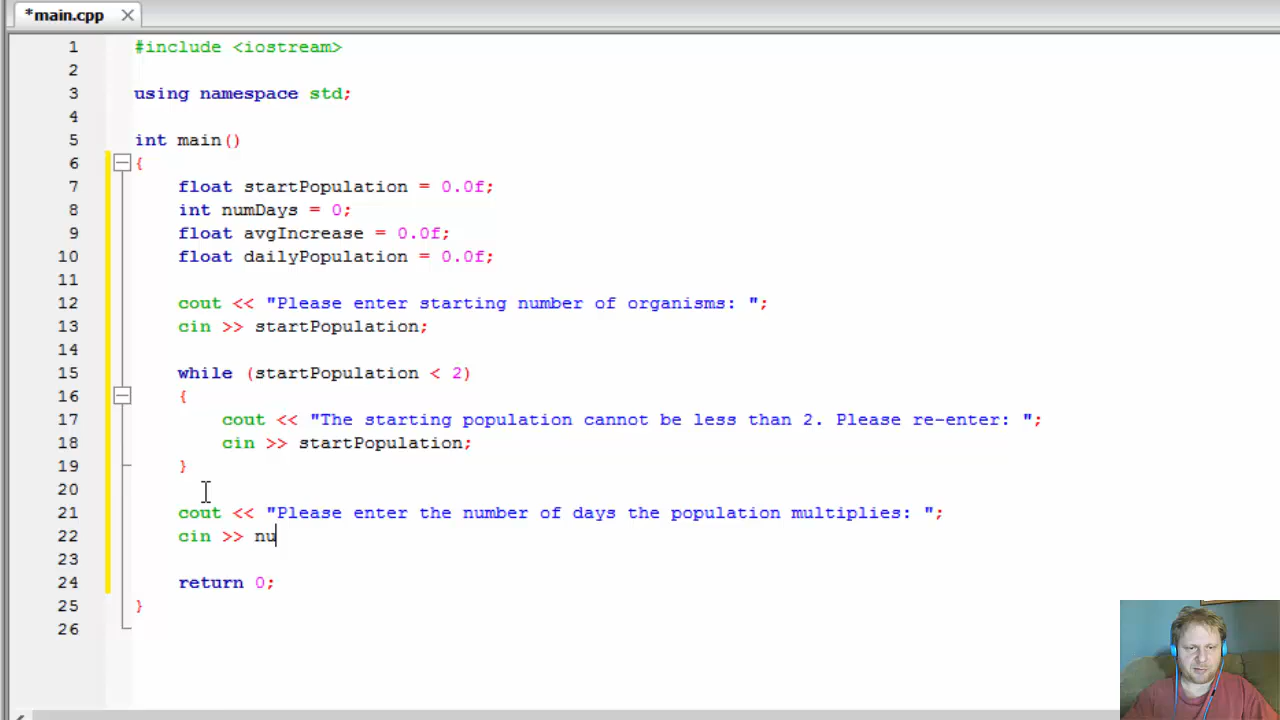 *main.cpp
1 #include <iostream>
2
3 using namespace std;
4
5 int main()
6 {
7 float startPopulation = 0.0f;
8 int numDays = 0;
9 float avgIncrease = 0.0f;
10 float dailyPopulation = 0.0f;
11
12 cout << "Please enter starting number of organisms: ";
13 cin >> startPopulation;
14
15 while (startPopulation < 2)
16 {
17 cout << "The starting population cannot be less than 2. Please re-enter: ";
18 cin >> startPopulation;
19 }
20
21 cout << "Please enter the number of days the population multiplies: ";
22 cin >> nu
23
24 return 0;
25 }
26